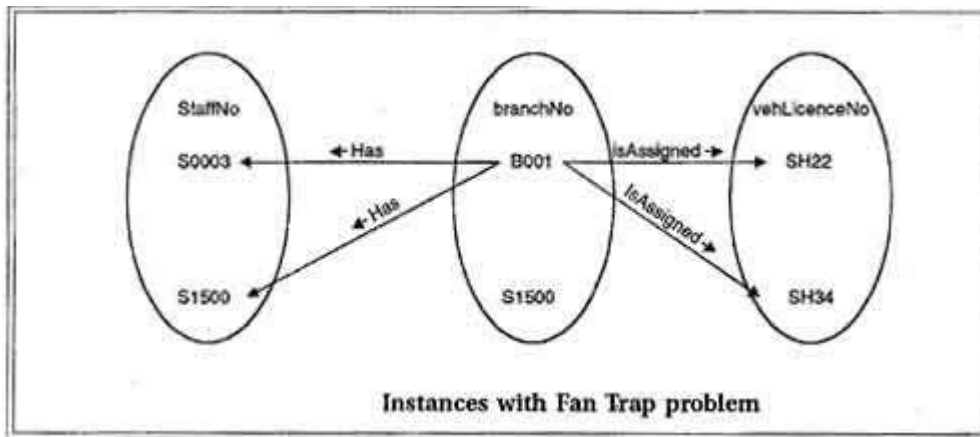 StaffNo branchNo vehLicenceNo
S0003 Has B001 isAssigned SH22
Has IsAssigned
S1500 S1500 SH34
Instances with Fan Trap problem